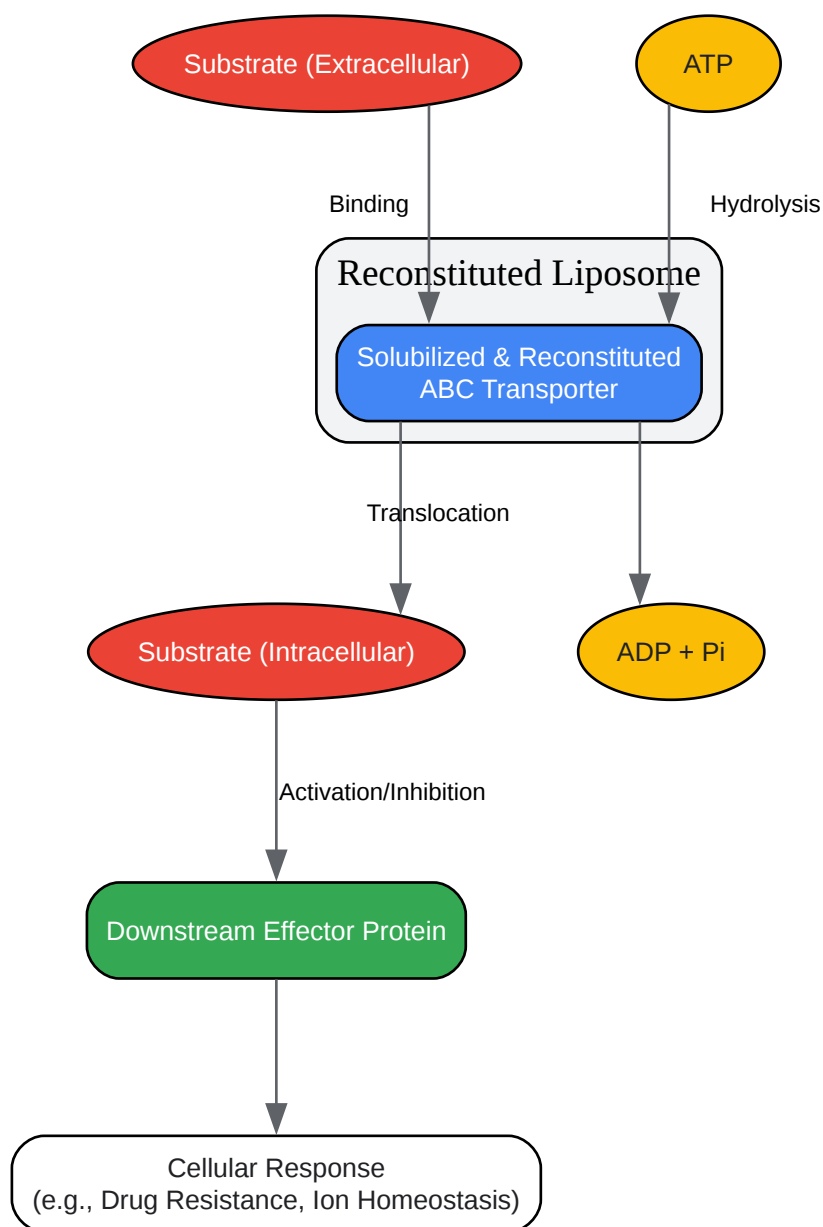 Substrate (Extracellular)
ATP
Binding
Hydrolysis
Reconstituted Liposome
Solubilized & Reconstituted
ABC Transporter
Translocation
Substrate (Intracellular)
ADP + Pi
Activation/Inhibition
Downstream Effector Protein
Cellular Response
(e.g., Drug Resistance, Ion Homeostasis)